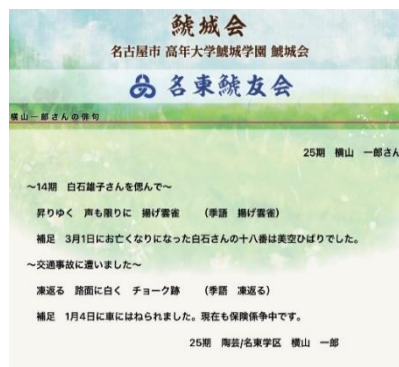 鯱城会
名古屋市 高年大学鯱城学園 鯱城会
名東鯱友会
横山一郎さんの俳句
25期 横山 一郎さん
～14期 白石雄子さんを偲んで～
昇りゆく 声も限りに 揚げ雲雀 (季語 揚げ雲雀)
補足 3月1日にお亡くなりになった白石さんの十八番は美空ひばりでした。
～交通事故に遭いました～
凍返る 路面に白く チョーク跡 (季語 凍返る)
補足 1月4日に車にはねられました。現在も保険係争中です。
25期 陶芸/名東学区 横山 一郎